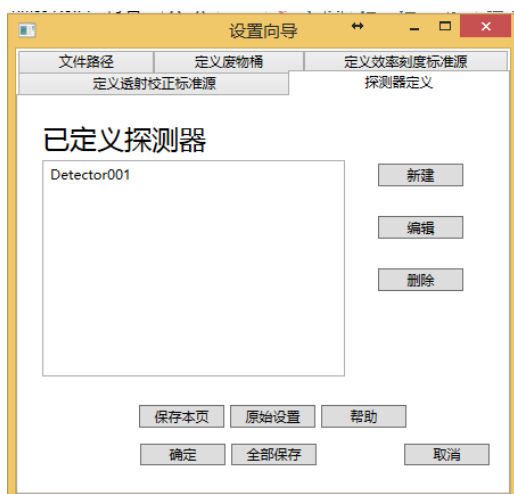 设置向导
文件路径 定义废物桶 定义效率刻度标准源
定义透射校正标准源 探测器定义
已定义探测器
Detector001
新建
编辑
删除
保存本页 原始设置 帮助
确定 全部保存 取消